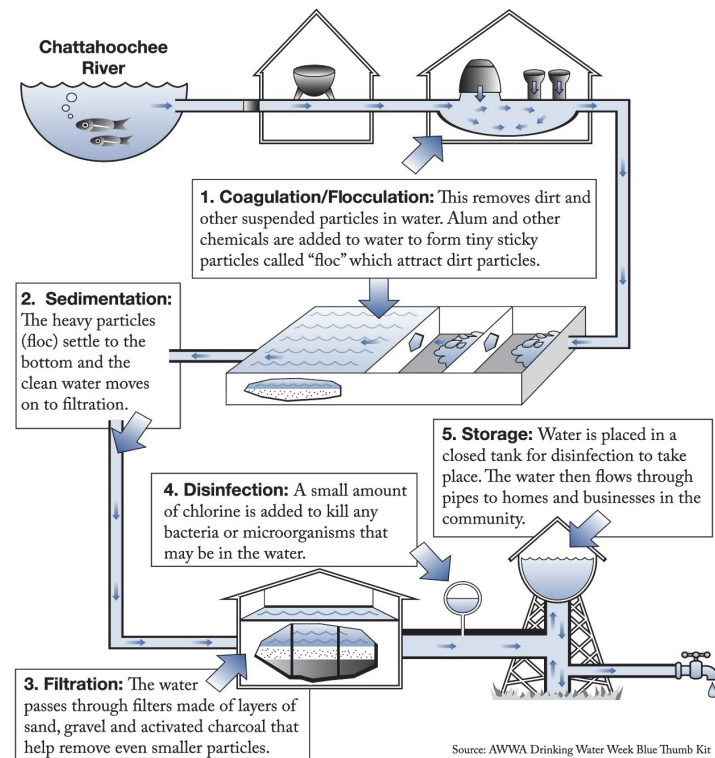 Chattahoochee
River
1. Coagulation/Flocculation: This removes dirt and
other suspended particles in water. Alum and other
chemicals are added to water to form tiny sticky
particles called “floc” which attract dirt particles.
2. Sedimentation:
The heavy particles
(floc) settle to the
bottom and the
clean water moves
on to filtration.
5. Storage: Water is placed in a
closed tank for disinfection to take
place. The water then flows through
pipes to homes and businesses in the
community.
4. Disinfection: A small amount
of chlorine is added to kill any
bacteria or microorganisms that
may be in the water.
3. Filtration: The water
passes through filters made of layers of
sand, gravel and activated charcoal that
help remove even smaller particles.
Source: AWWA Drinking Water Week Blue Thumb Kit